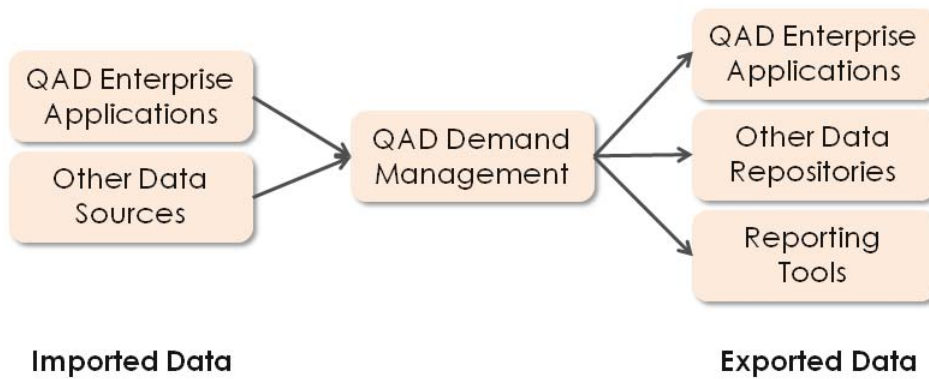 QAD Enterprise
Applications
Other Data
Sources
QAD Demand
Management
QAD Enterprise
Applications
Other Data
Repositories
Reporting
Tools
Imported Data
Exported Data